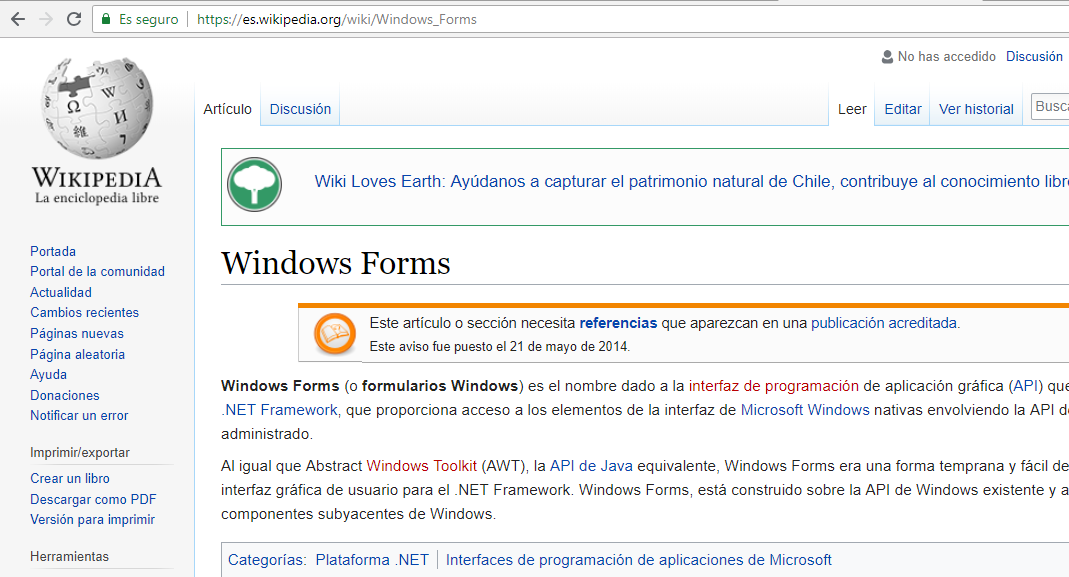 Es seguro | https://es.wikipedia.org/wiki/Windows_Forms
No has accedido Discusión
Artículo Discusión Leer Editar Ver historial Busca
WIKIPEDIA
La enciclopedia libre
Wiki Loves Earth: Ayúdanos a capturar el patrimonio natural de Chile, contribuye al conocimiento libre
Portada
Portal de la comunidad
Actualidad
Cambios recientes
Páginas nuevas
Página aleatoria
Ayuda
Donaciones
Notificar un error
Imprimir/exportar
Crear un libro
Descargar como PDF
Versión para imprimir
Herramientas
Windows Forms
Este artículo o sección necesita referencias que aparezcan en una publicación acreditada.
Este aviso fue puesto el 21 de mayo de 2014.
Windows Forms (o formularios Windows) es el nombre dado a la interfaz de programación de aplicación gráfica (API) que
.NET Framework, que proporciona acceso a los elementos de la interfaz de Microsoft Windows nativas envolviendo la API de
administrado.
Al igual que Abstract Windows Toolkit (AWT), la API de Java equivalente, Windows Forms era una forma temprana y fácil de
interfaz gráfica de usuario para el .NET Framework. Windows Forms, está construido sobre la API de Windows existente y a
componentes subyacentes de Windows.
Categorías: Plataforma .NET | Interfaces de programación de aplicaciones de Microsoft